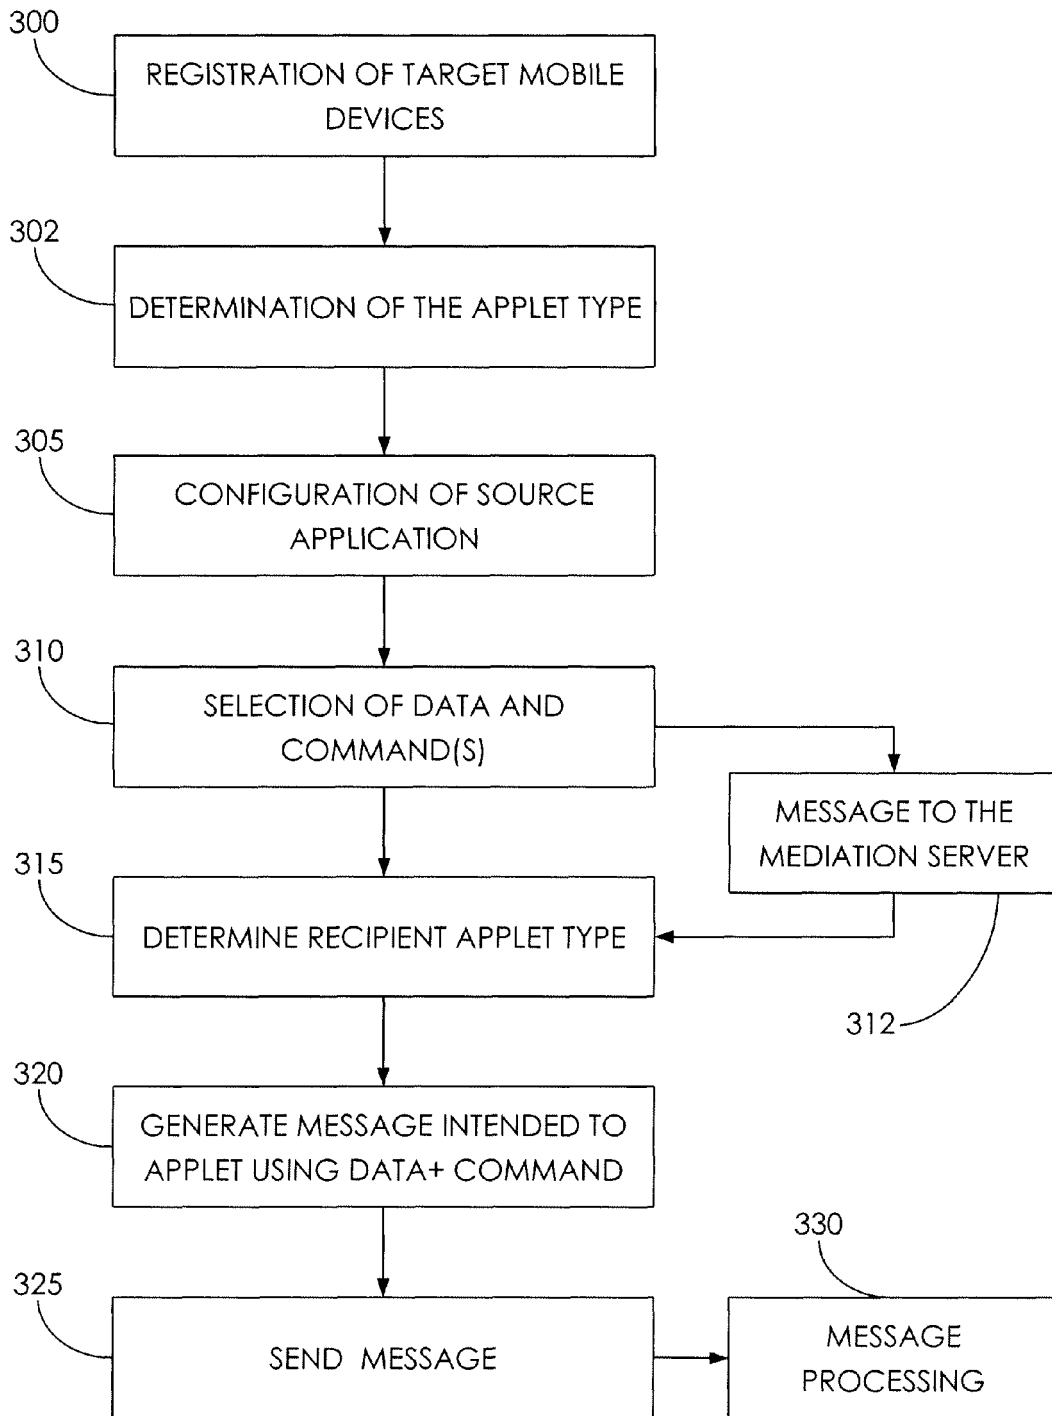 300
REGISTRATION OF TARGET MOBILE
DEVICES
302
DETERMINATION OF THE APPLET TYPE
305
CONFIGURATION OF SOURCE
APPLICATION
310
SELECTION OF DATA AND
COMMAND(S)
MESSAGE TO THE
MEDIATION SERVER
312
315
DETERMINE RECIPIENT APPLET TYPE
320
GENERATE MESSAGE INTENDED TO
APPLET USING DATA+ COMMAND
325
SEND MESSAGE
330
MESSAGE
PROCESSING